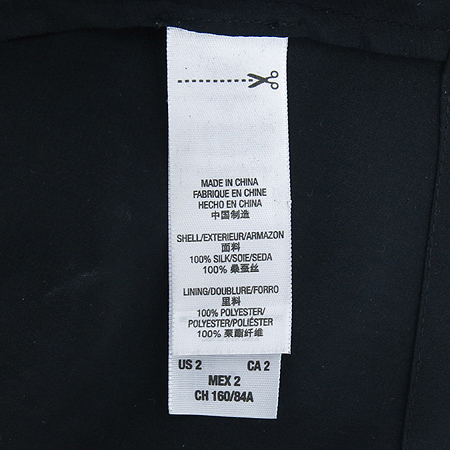 MADE IN CHINA
FABRIQUE EN CHINE
HECHO EN CHINA
中国制造
SHELL/EXTERIEUR/ARMAZON
面料
100% SILK/SOIE/SEDA
100% 桑蚕丝
LINING/DOUBLURE/FORRO
里料
100% POLYESTER/
POLYESTER/POLIÉSTER
100% 聚酯纤维
US 2 CA 2
MEX 2
CH 160/84A